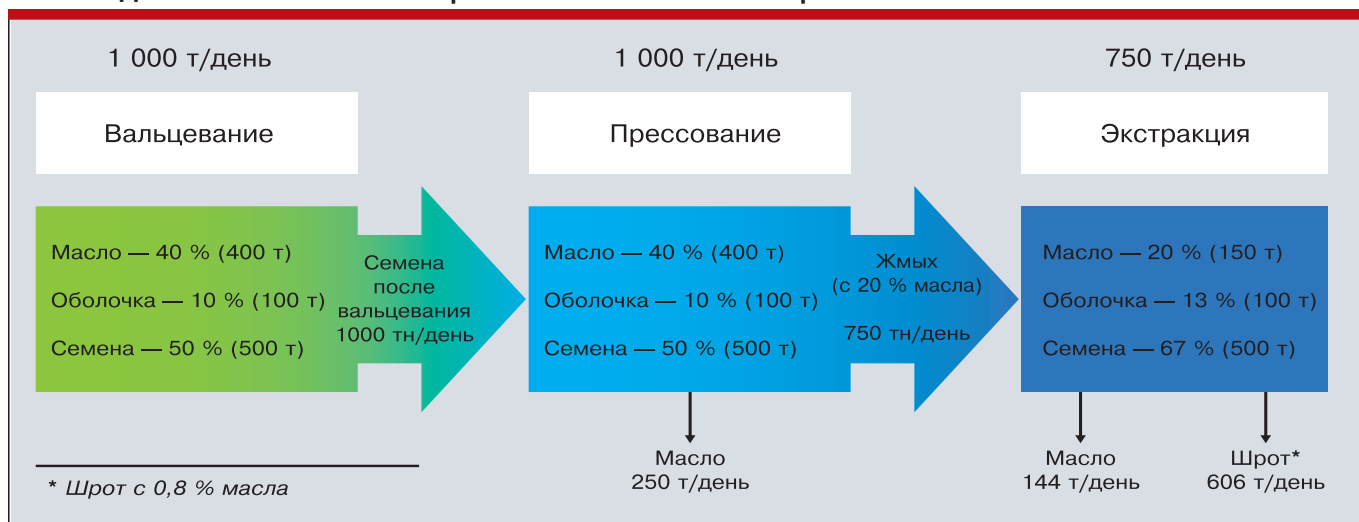 1 000 т/день
Вальцевание
Масло — 40 % (400 т)
Оболочка — 10 % (100 т)
Семена — 50 % (500 т)
Семена
после
вальцевания
1000 тн/день
1 000 т/день
Прессование
Масло — 40 % (400 т)
Оболочка — 10 % (100 т)
Семена — 50 % (500 т)
Масло
250 т/день
Жмых
(с 20 % масла)
750 тн/день
750 т/день
Экстракция
Масло — 20 % (150 т)
Оболочка — 13 % (100 т)
Семена — 67 % (500 т)
Масло
144 т/день
Шрот*
606 т/день
* Шрот с 0,8 % масла